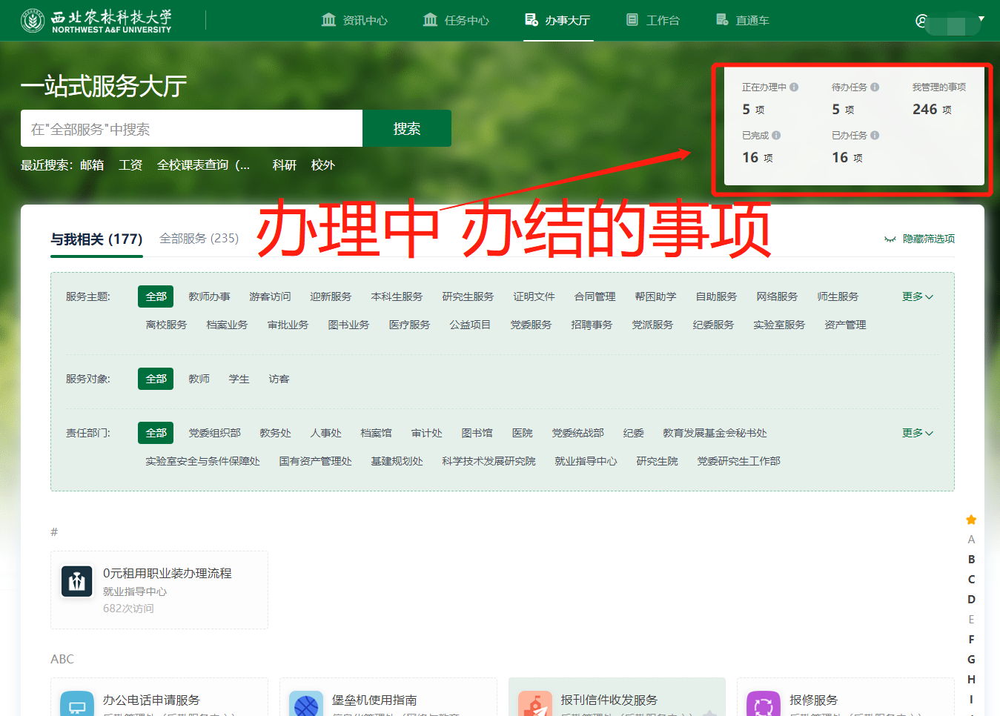 西北农林科技大学
NORTHWEST A&F UNIVERSITY
资讯中心 任务中心 办事大厅 工作台 直通车
一站式服务大厅
在"全部服务"中搜索 搜索
最近搜索: 邮箱 工资 全校课表查询（... 科研 校外
正在办理中 待办任务 我管理的事项
5 项 5 项 246 项
已完成 已办任务
16 项 16 项
办理中 办结的事项
与我相关 (177) 全部服务 (235) 隐藏筛选项
服务主题: 全部 教师办事 游客访问 迎新服务 本科生服务 研究生服务 证明文件 合同管理 帮困助学 自助服务 网络服务 师生服务 更多
离校服务 档案业务 审批业务 图书业务 医疗服务 公益项目 党委服务 招聘事务 党派服务 纪委服务 实验室服务 资产管理
服务对象: 全部 教师 学生 访客
责任部门: 全部 党委组织部 教务处 人事处 档案馆 审计处 图书馆 医院 党委统战部 纪委 教育发展基金会秘书处 更多
实验室安全与条件保障处 国有资产管理处 基建规划处 科学技术发展研究院 就业指导中心 研究生院 党委研究生工作部
#
0元租用职业装办理流程
就业指导中心
682次访问
ABC
办公电话申请服务 堡垒机使用指南 报刊信件收发服务 报修服务
A
B
C
D
E
F
G
H
I